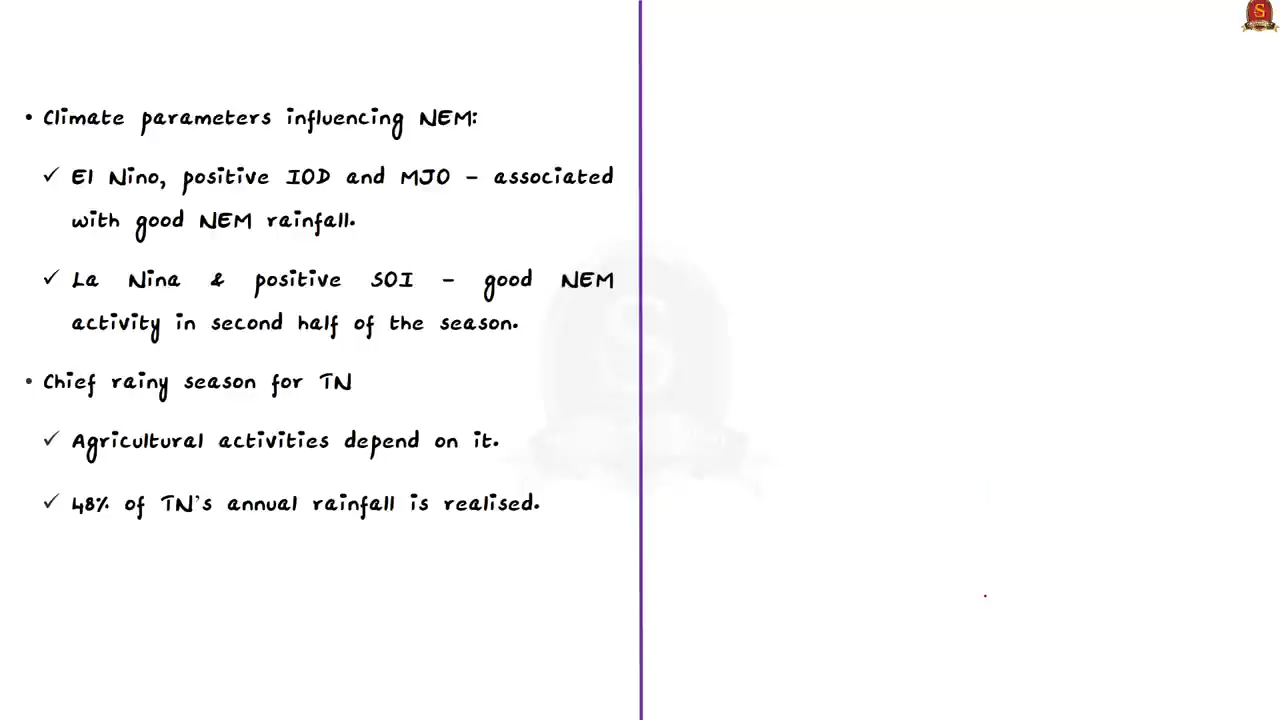 • Climate parameters influencing NEM:
✓ El Nino, positive IOD and MJO - associated
with good NEM rainfall.
✓ La Nina & positive SOI - good NEM
activity in second half of the season.
• Chief rainy season for TN
✓ Agricultural activities depend on it.
✓ 48% of TN's annual rainfall is realised.
S